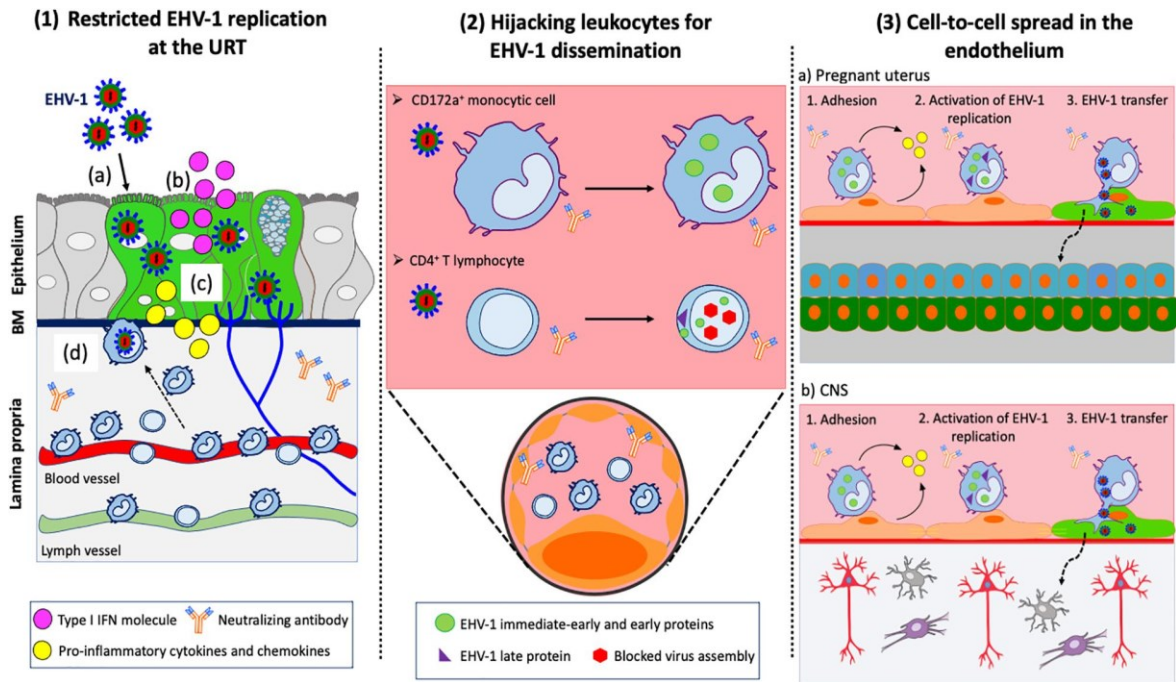 (1) Restricted EHV-1 replication
at the URT
EHV-1
(a)
(b)
(c)
(d)
Epithelium
BM
Lamina propria
Blood vessel
Lymph vessel
Type I IFN molecule
Neutralizing antibody
Pro-inflammatory cytokines and chemokines
(2) Hijacking leukocytes for
EHV-1 dissemination
➢ CD172a⁺ monocytic cell
➢ CD4⁺ T lymphocyte
EHV-1 immediate-early and early proteins
EHV-1 late protein
Blocked virus assembly
(3) Cell-to-cell spread in the
endothelium
a) Pregnant uterus
1. Adhesion
2. Activation of EHV-1
replication
3. EHV-1 transfer
b) CNS
1. Adhesion
2. Activation of EHV-1
replication
3. EHV-1 transfer